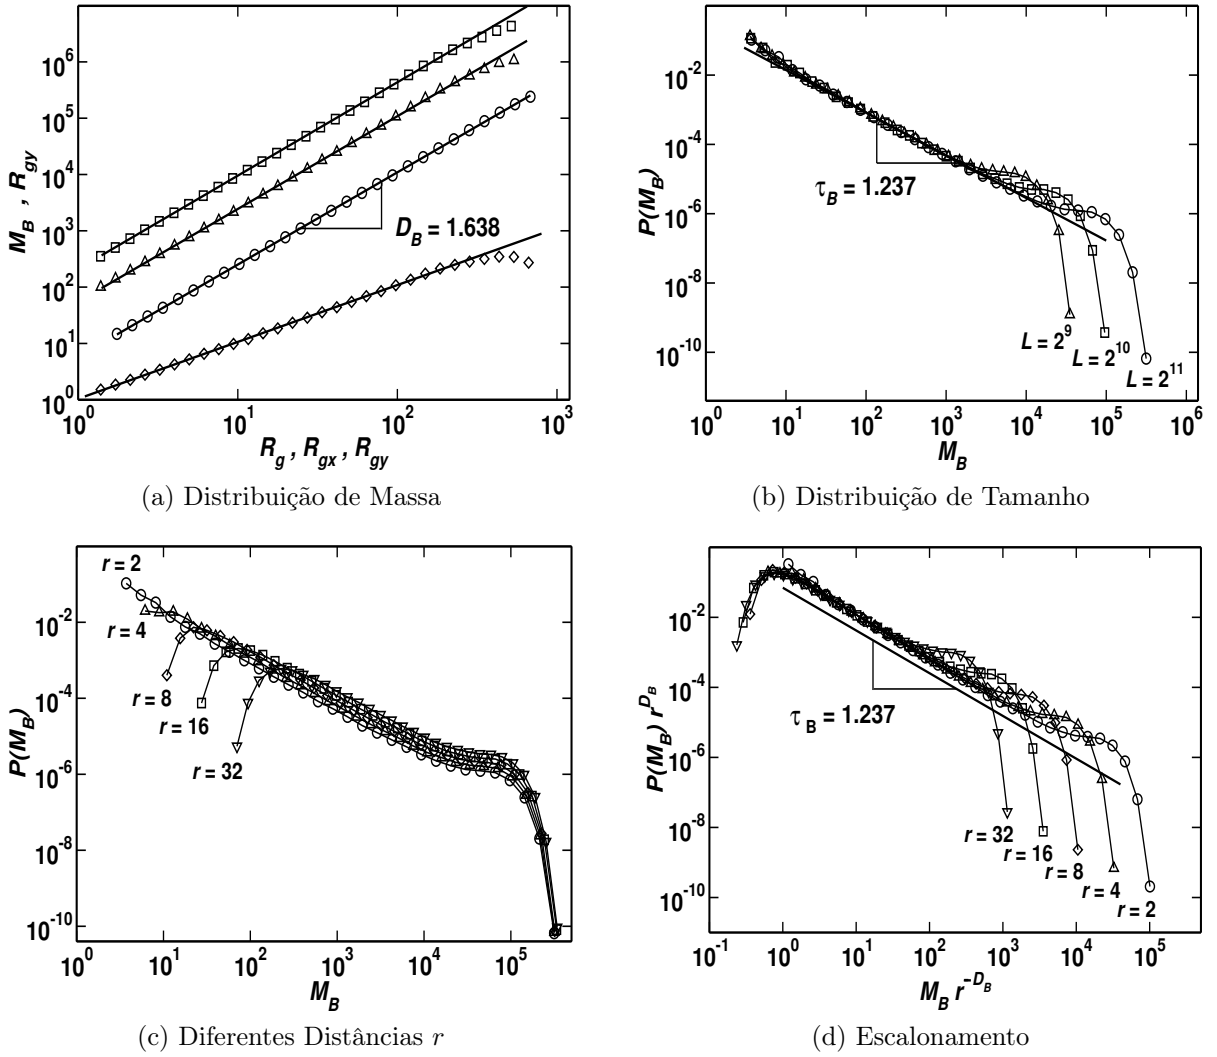 10^6
10^5
10^4
10^3
10^2
10^1
10^0
M_B , R_gy
D_B = 1.638
10^0 10^1 10^2 10^3
R_g , R_gx , R_gy
(a) Distribuição de Massa
10^-2
10^-4
10^-6
10^-8
10^-10
P(M_B)
τ_B = 1.237
L = 2^9
L = 2^10
L = 2^11
10^0 10^1 10^2 10^3 10^4 10^5 10^6
M_B
(b) Distribuição de Tamanho
r = 2
r = 4
r = 8
r = 16
r = 32
10^-2
10^-4
10^-6
10^-8
10^-10
P(M_B)
10^0 10^1 10^2 10^3 10^4 10^5
M_B
(c) Diferentes Distâncias r
10^-2
10^-4
10^-6
10^-8
10^-10
P(M_B) r^D_B
τ_B = 1.237
r = 32
r = 16
r = 8
r = 4
r = 2
10^-1 10^0 10^1 10^2 10^3 10^4 10^5
M_B r^-D_B
(d) Escalonamento